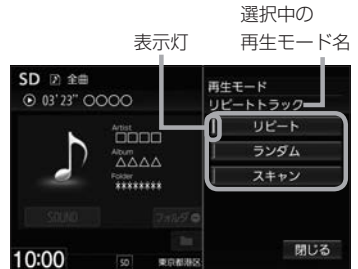 選択中の
表示灯
再生モード名
SD 全曲
03'23" ○○○○
再生モード
リピートトラック
Artist
□□□□
Album
△△△△
Folder
********
リピート
ランダム
スキャン
SOUND
フォルダ
閉じる
10:00
SD
東京都港区